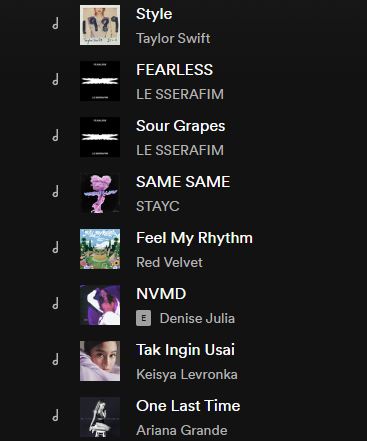 Style
Taylor Swift
FEARLESS
LE SSERAFIM
Sour Grapes
LE SSERAFIM
SAME SAME
STAYC
Feel My Rhythm
Red Velvet
NVMD
E Denise Julia
Tak Ingin Usai
Keisya Levronka
One Last Time
Ariana Grande